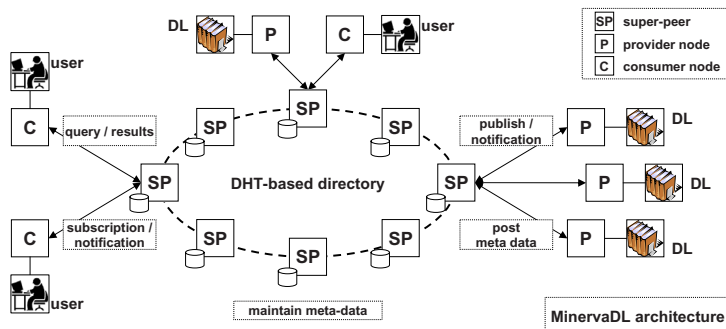 DL
P
C
user
SP super-peer
P provider node
C consumer node
user
C
query / results
SP
SP
SP
publish / notification
P
DL
SP
DHT-based directory
SP
P
DL
C
subscription / notification
SP
SP
SP
post meta data
P
DL
user
maintain meta-data
MinervaDL architecture